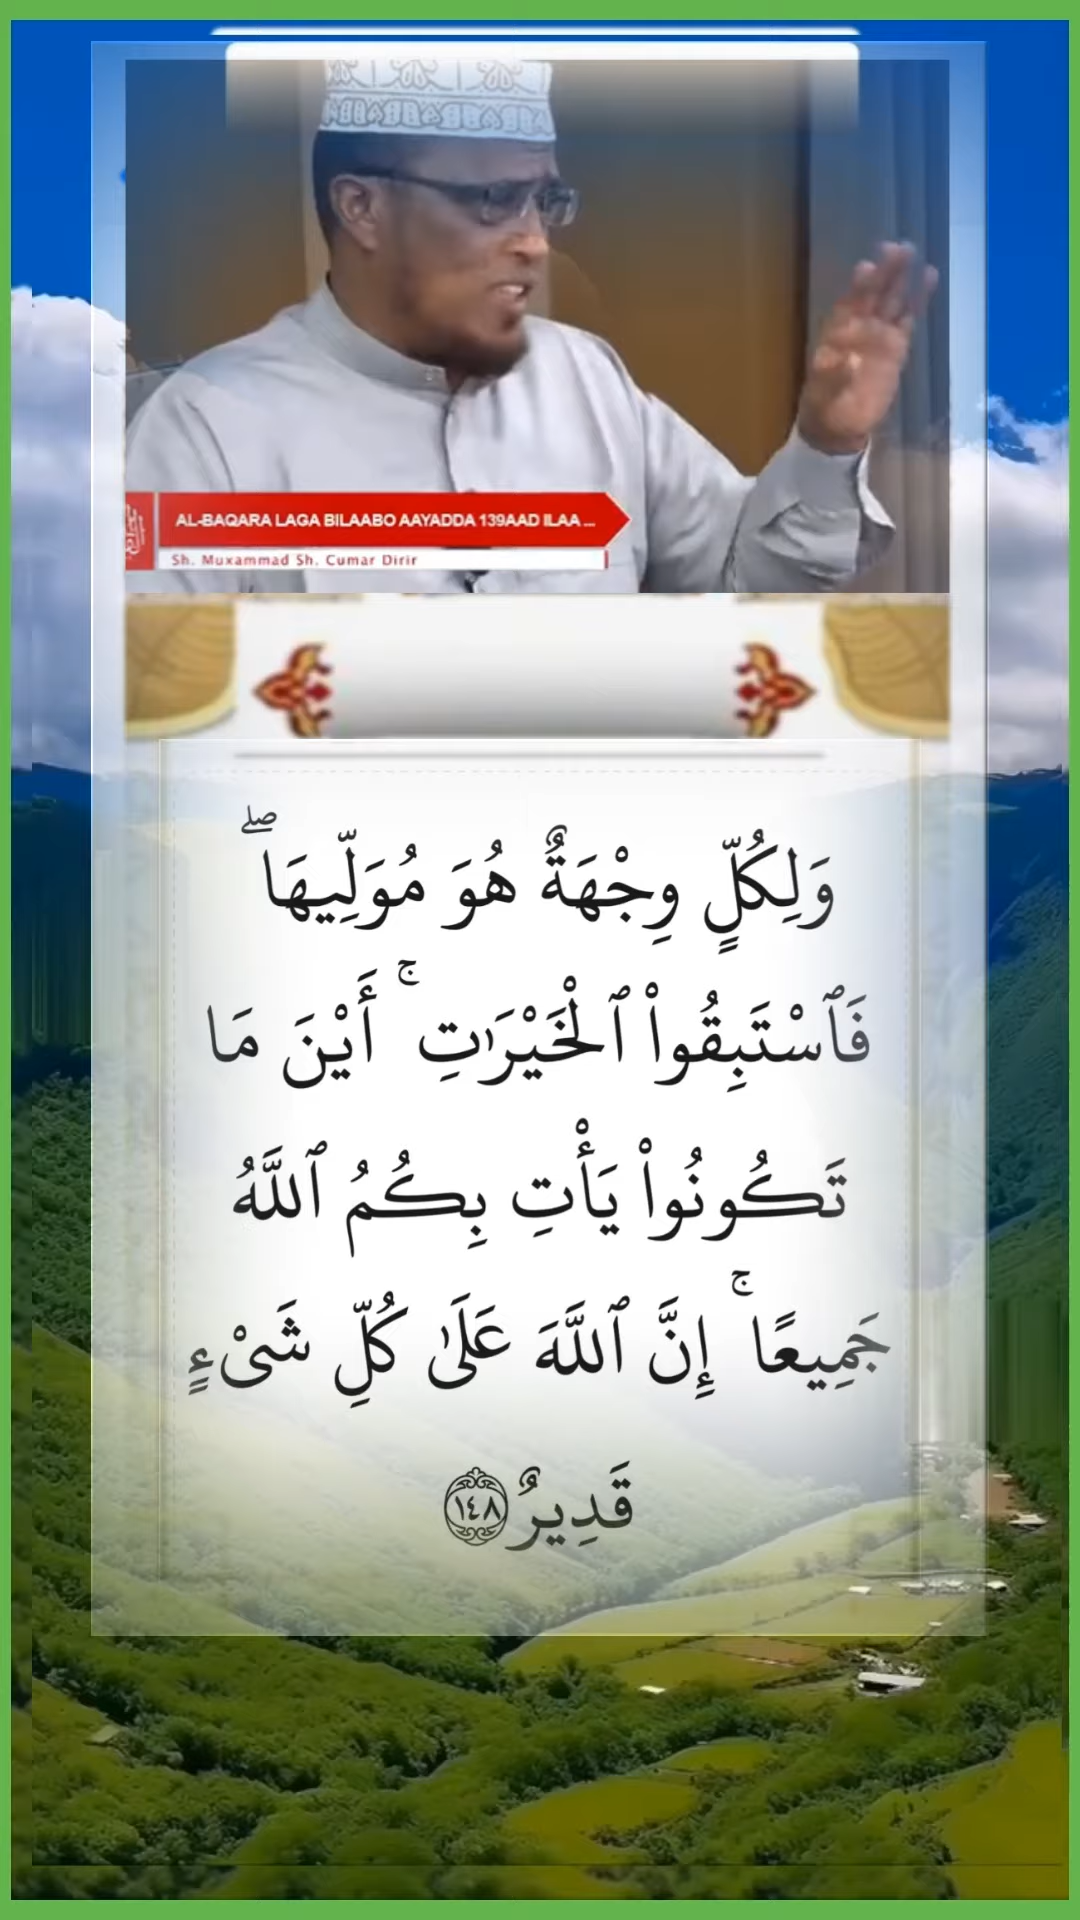 AL-BAQARA LAGA BILAABO AAYADDA 139AAD ILAA ...
Sh. Muxammad Sh. Cumar Dirir
وَلِكُلٍّ وِجْهَةٌ هُوَ مُوَلِّيهَا ۖ
فَٱسْتَبِقُوا۟ ٱلْخَيْرَٰتِ ۚ أَيْنَ مَا
تَكُونُوا۟ يَأْتِ بِكُمُ ٱللَّهُ
جَمِيعًا ۚ إِنَّ ٱللَّهَ عَلَىٰ كُلِّ شَىْءٍ
قَدِيرٌ ١٤٨